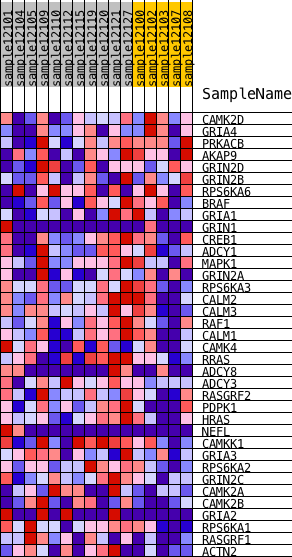 sample12101
sample12104
sample12105
sample12109
sample12110
sample12112
sample12115
sample12119
sample12120
sample12121
sample12122
sample12100
sample12102
sample12103
sample12107
sample12108
SampleName
CAMK2D
GRIA4
PRKACB
AKAP9
GRIN2D
GRIN2B
RPS6KA6
BRAF
GRIA1
GRIN1
CREB1
ADCY1
MAPK1
GRIN2A
RPS6KA3
CALM2
CALM3
RAF1
CALM1
CAMK4
RRAS
ADCY8
ADCY3
RASGRF2
PDPK1
HRAS
NEFL
CAMKK1
GRIA3
RPS6KA2
GRIN2C
CAMK2A
CAMK2B
GRIA2
RPS6KA1
RASGRF1
ACTN2